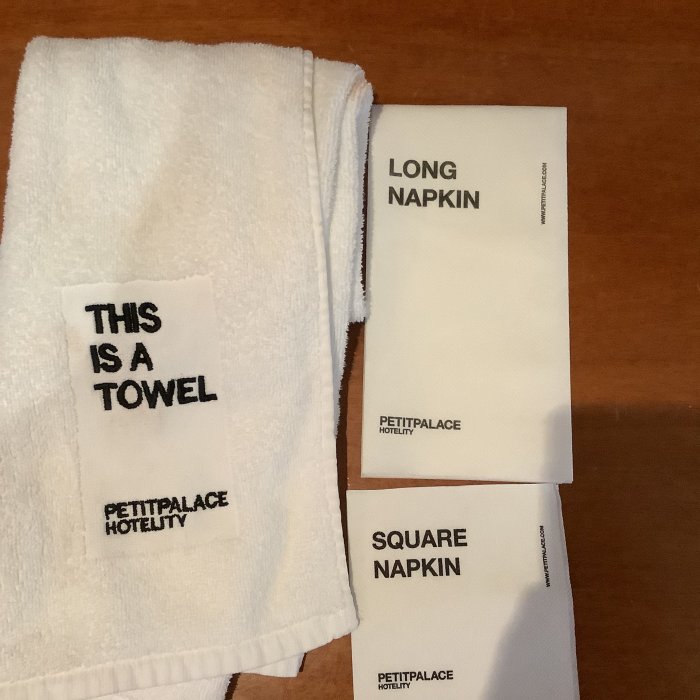 THIS
IS A
TOWEL
PETITPALACE
HOTELITY
LONG
NAPKIN
WWW.PETITPALACE.COM
PETITPALACE
HOTELITY
SQUARE
NAPKIN
WWW.PETITPALACE.COM
PETITPALACE
HOTELITY